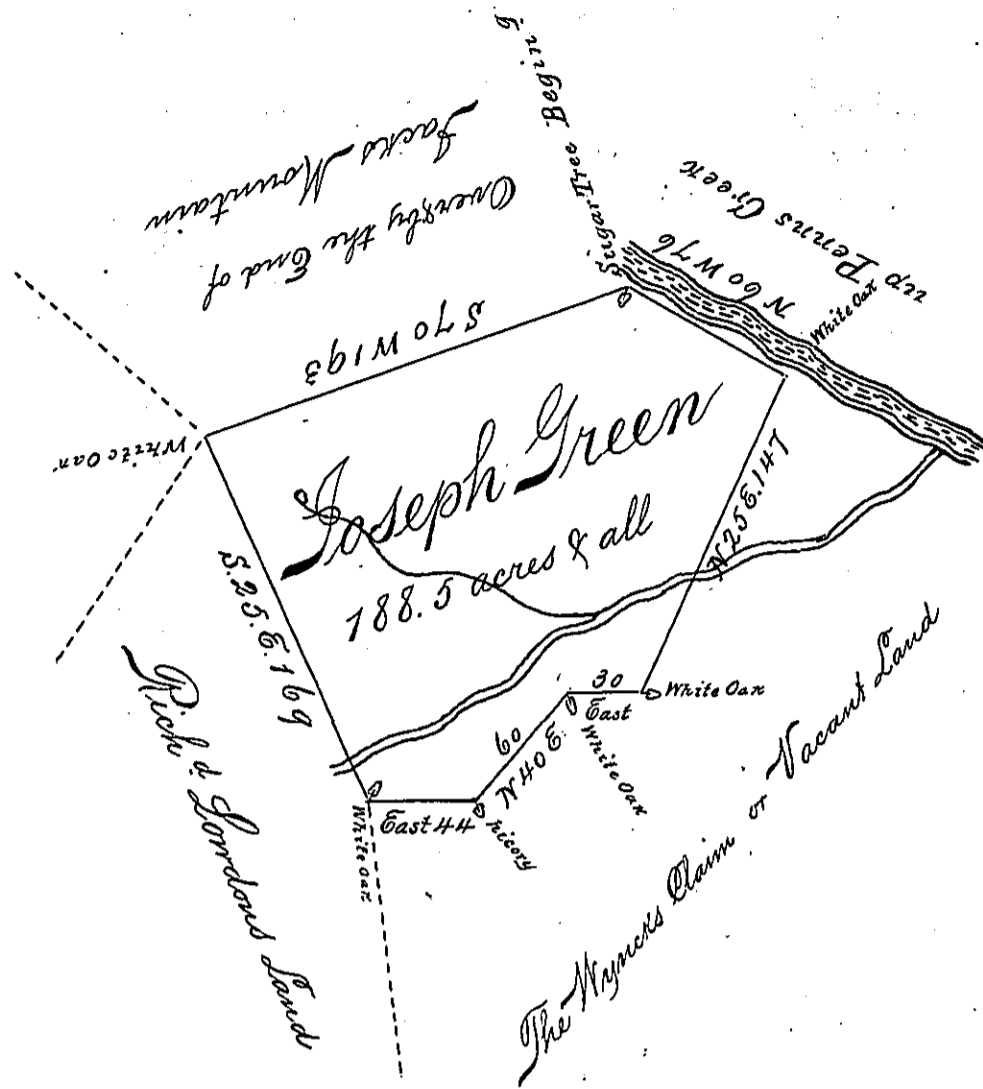 Sugar Tree Begin.g
up Penns Creek
N 60 W 76
White Oak
Over & by the End of
Jacks Mountain
S 70 W 193
White Oak
Joseph Green
188.5 acres & all
S. 25. E. 169
N 25 E. 147
30
East
White Oak
60
N 40 E.
White Oak
East 44
hicory
White Oak
Rich.d Lowdons Land
The Wyncks Claim or Vacant Land